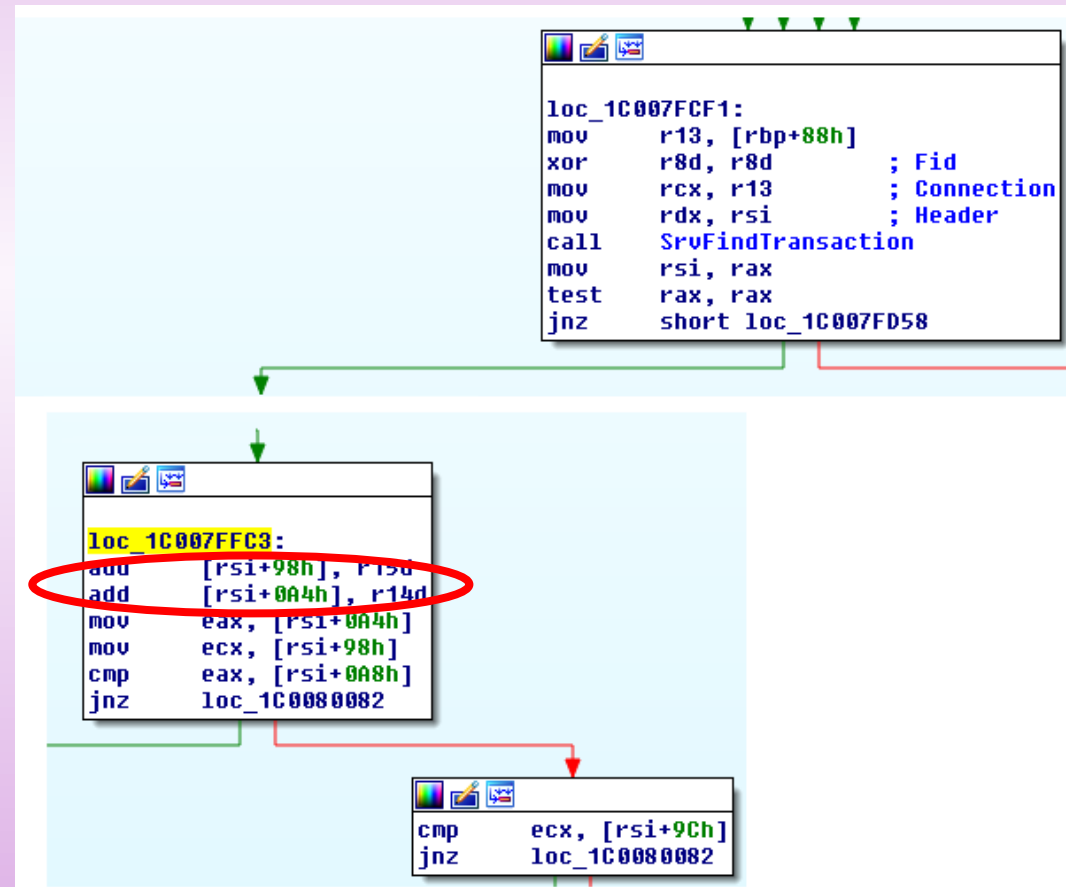 loc_1C007FCF1:
mov r13, [rbp+88h]
xor r8d, r8d ; Fid
mov rcx, r13 ; Connection
mov rdx, rsi ; Header
call SrvFindTransaction
mov rsi, rax
test rax, rax
jnz short loc_1C007FD58
loc_1C007FFC3:
add [rsi+98h], r15d
add [rsi+0A4h], r14d
mov eax, [rsi+0A4h]
mov ecx, [rsi+98h]
cmp eax, [rsi+0A8h]
jnz loc_1C0080082
cmp ecx, [rsi+9Ch]
jnz loc_1C0080082